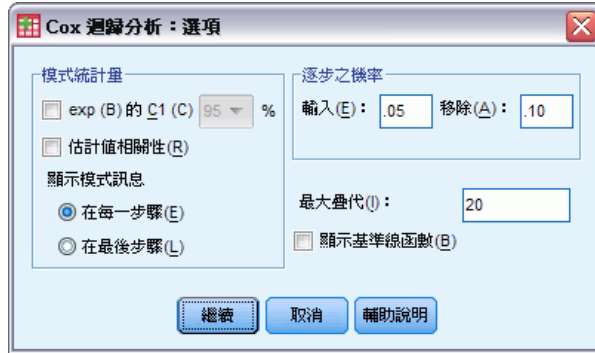 Cox 迴歸分析：選項
模式統計量
exp (B) 的 C1 (C) 95 %
估計值相關性(R)
顯示模式訊息
在每一步驟(E)
在最後步驟(L)
逐步之機率
輸入(E)： .05 移除(A)： .10
最大疊代(I)： 20
顯示基準線函數(B)
繼續 取消 輔助說明